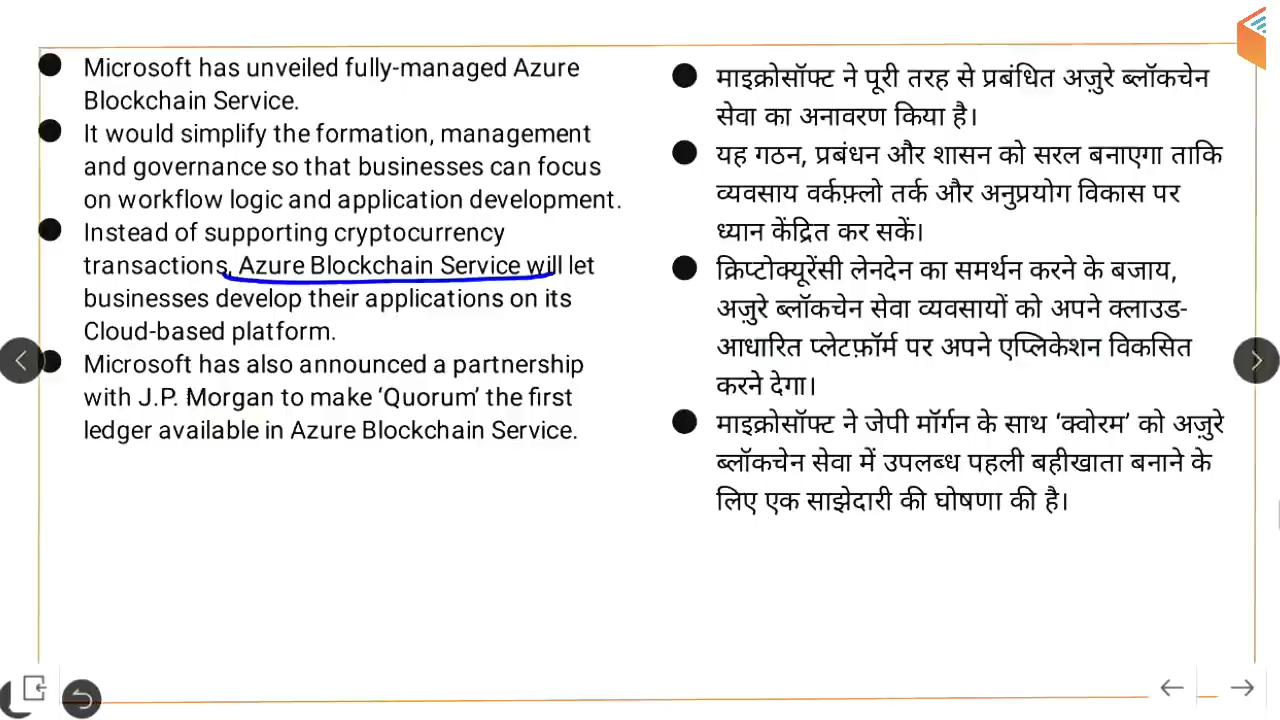 Microsoft has unveiled fully-managed Azure
Blockchain Service.
It would simplify the formation, management
and governance so that businesses can focus
on workflow logic and application development.
Instead of supporting cryptocurrency
transactions, Azure Blockchain Service will let
businesses develop their applications on its
Cloud-based platform.
Microsoft has also announced a partnership
with J.P. Morgan to make ‘Quorum’ the first
ledger available in Azure Blockchain Service.
माइक्रोसॉफ्ट ने पूरी तरह से प्रबंधित अज़ुरे ब्लॉकचेन
सेवा का अनावरण किया है।
यह गठन, प्रबंधन और शासन को सरल बनाएगा ताकि
व्यवसाय वर्कफ़्लो तर्क और अनुप्रयोग विकास पर
ध्यान केंद्रित कर सकें।
क्रिप्टोक्यूरेंसी लेनदेन का समर्थन करने के बजाय,
अज़ुरे ब्लॉकचेन सेवा व्यवसायों को अपने क्लाउड-
आधारित प्लेटफ़ॉर्म पर अपने एप्लिकेशन विकसित
करने देगा।
माइक्रोसॉफ्ट ने जेपी मॉर्गन के साथ ‘क्वोरम’ को अज़ुरे
ब्लॉकचेन सेवा में उपलब्ध पहली बहीखाता बनाने के
लिए एक साझेदारी की घोषणा की है।